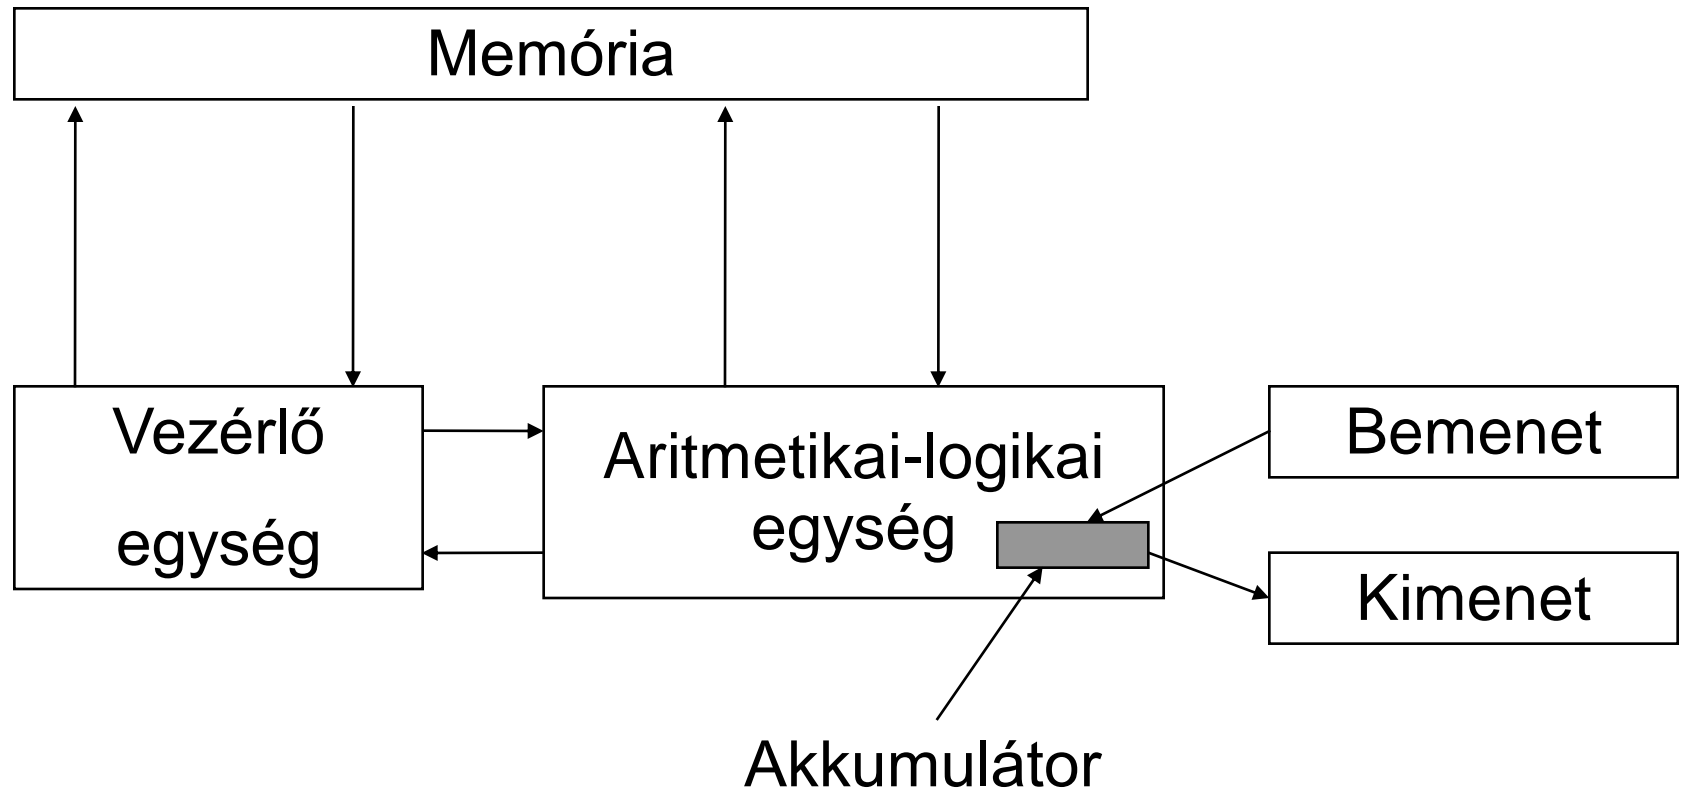 Memória
Vezérlő
egység
Aritmetikai-logikai
egység
Bemenet
Kimenet
Akkumulátor